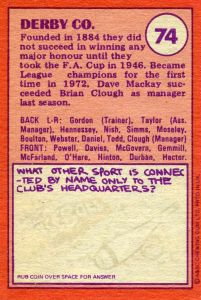 DERBY CO.
74
Founded in 1884 they did
not succeed in winning any
major honour until they
took the F.A. Cup in 1946. Became
League champions for the first
time in 1972. Dave Mackay
succeeded Brian Clough as manager
last season.
BACK L-R: Gordon (Trainer), Taylor (Ass.
Manager), Hennessey, Nish, Simms, Moseley,
Boulton, Webster, Daniel, Todd, Clough (Manager)
FRONT: Powell, Davies, McGovern, Gemmill,
McFarland, O'Hare, Hinton, Durban, Hector.
WHAT OTHER SPORT IS CONNEC
-TED BY NAME ONLY TO THE
CLUB'S HEADQUARTERS?
RUB COIN OVER SPACE FOR ANSWER